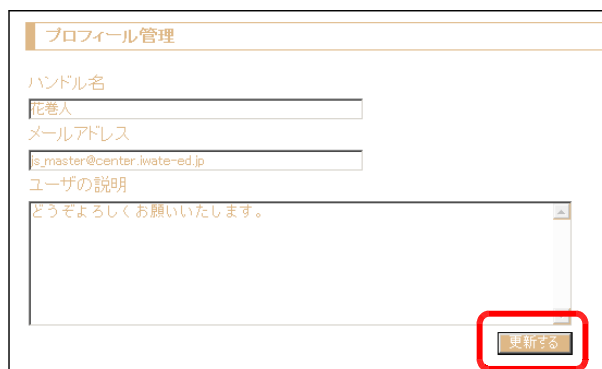 プロフィール管理
ハンドル名
花巻人
メールアドレス
js_master@center.iwate-ed.jp
ユーザの説明
どうぞよろしくお願いいたします。
更新する